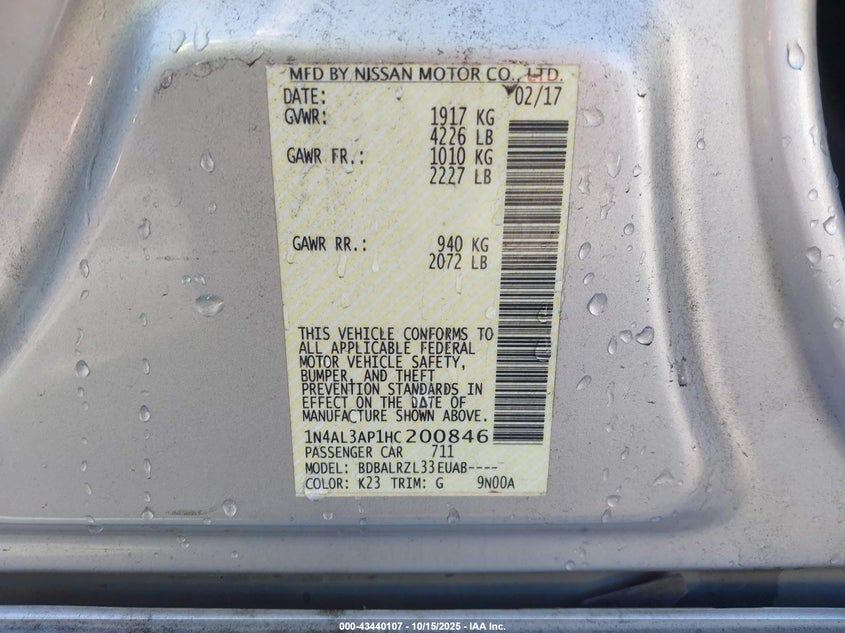 MFD BY NISSAN MOTOR CO., LTD.
DATE: 02/17
GVWR: 1917 KG
4226 LB
GAWR FR.: 1010 KG
2227 LB
GAWR RR.: 940 KG
2072 LB
THIS VEHICLE CONFORMS TO
ALL APPLICABLE FEDERAL
MOTOR VEHICLE SAFETY,
BUMPER, AND THEFT
PREVENTION STANDARDS IN
EFFECT ON THE DATE OF
MANUFACTURE SHOWN ABOVE.
1N4AL3AP1HC200846
PASSENGER CAR 711
MODEL: BDBALRZL33EUAB----
COLOR: K23 TRIM: G 9N00A
000-43440107 - 10/15/2025 - IAA Inc.